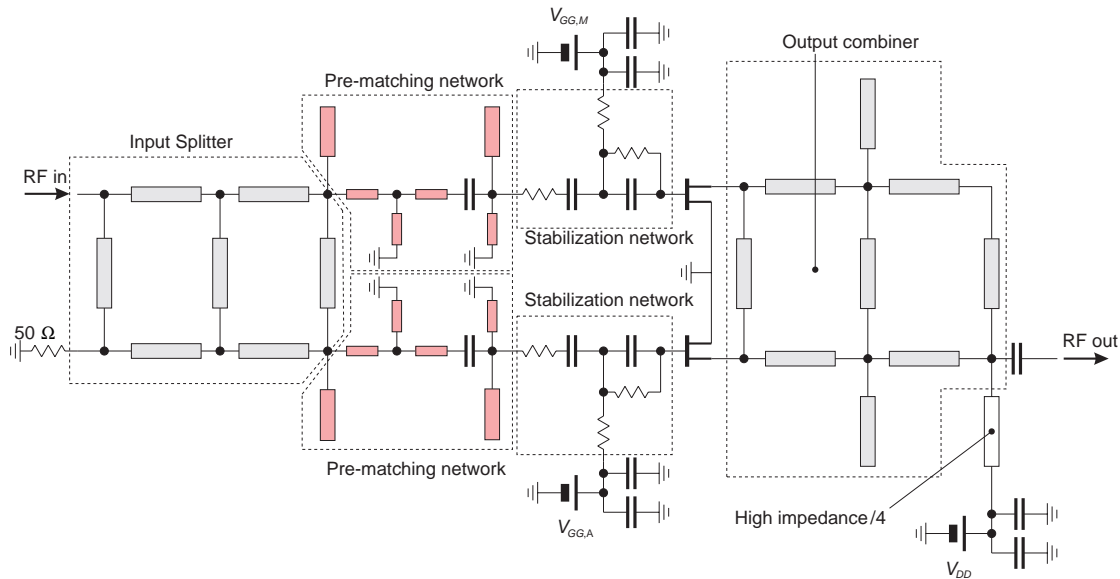 V_GG,M
Output combiner
Pre-matching network
Input Splitter
RF in
Stabilization network
Stabilization network
50 Ω
RF out
Pre-matching network
V_GG,A
High impedance/4
V_DD